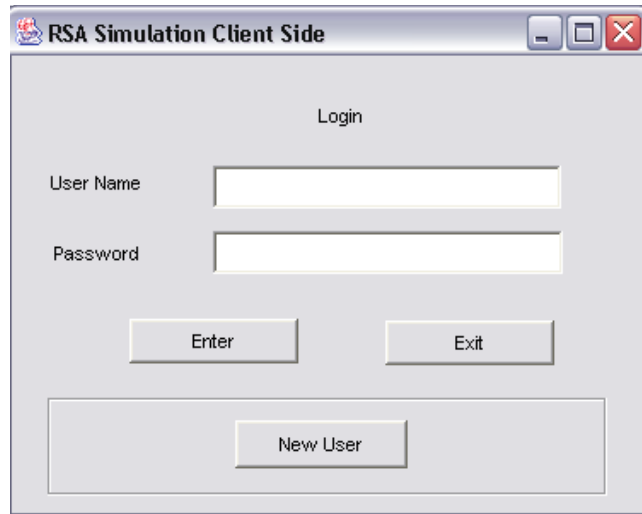 RSA Simulation Client Side
Login
User Name
Password
Enter Exit
New User